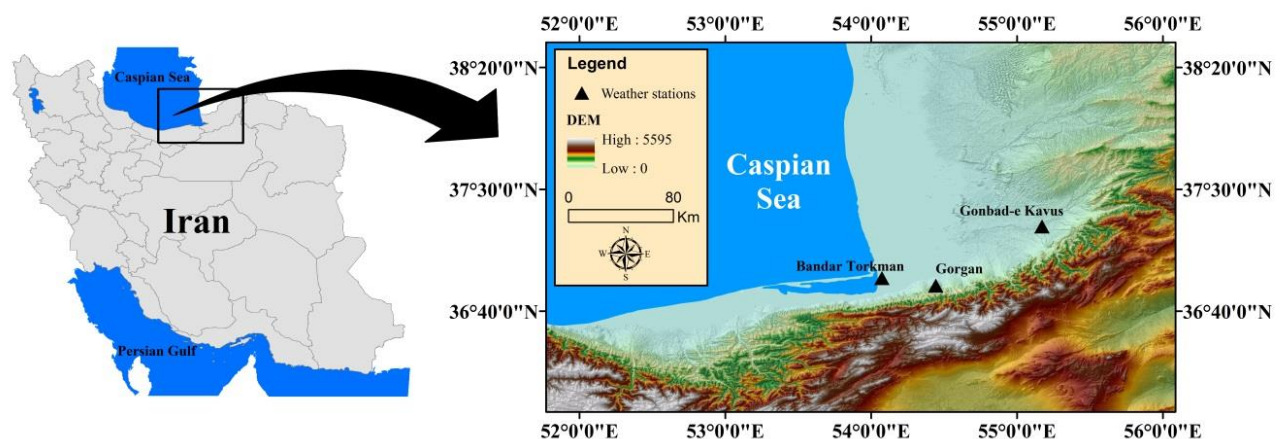 Caspian Sea
Iran
Persian Gulf
52°0'0"E 53°0'0"E 54°0'0"E 55°0'0"E 56°0'0"E
38°20'0"N
38°20'0"N
37°30'0"N
37°30'0"N
36°40'0"N
36°40'0"N
Legend
Weather stations
DEM
High : 5595
Low : 0
0 80
Km
N
W E
S
Caspian
Sea
Gonbad-e Kavus
Bandar Torkman
Gorgan
52°0'0"E 53°0'0"E 54°0'0"E 55°0'0"E 56°0'0"E